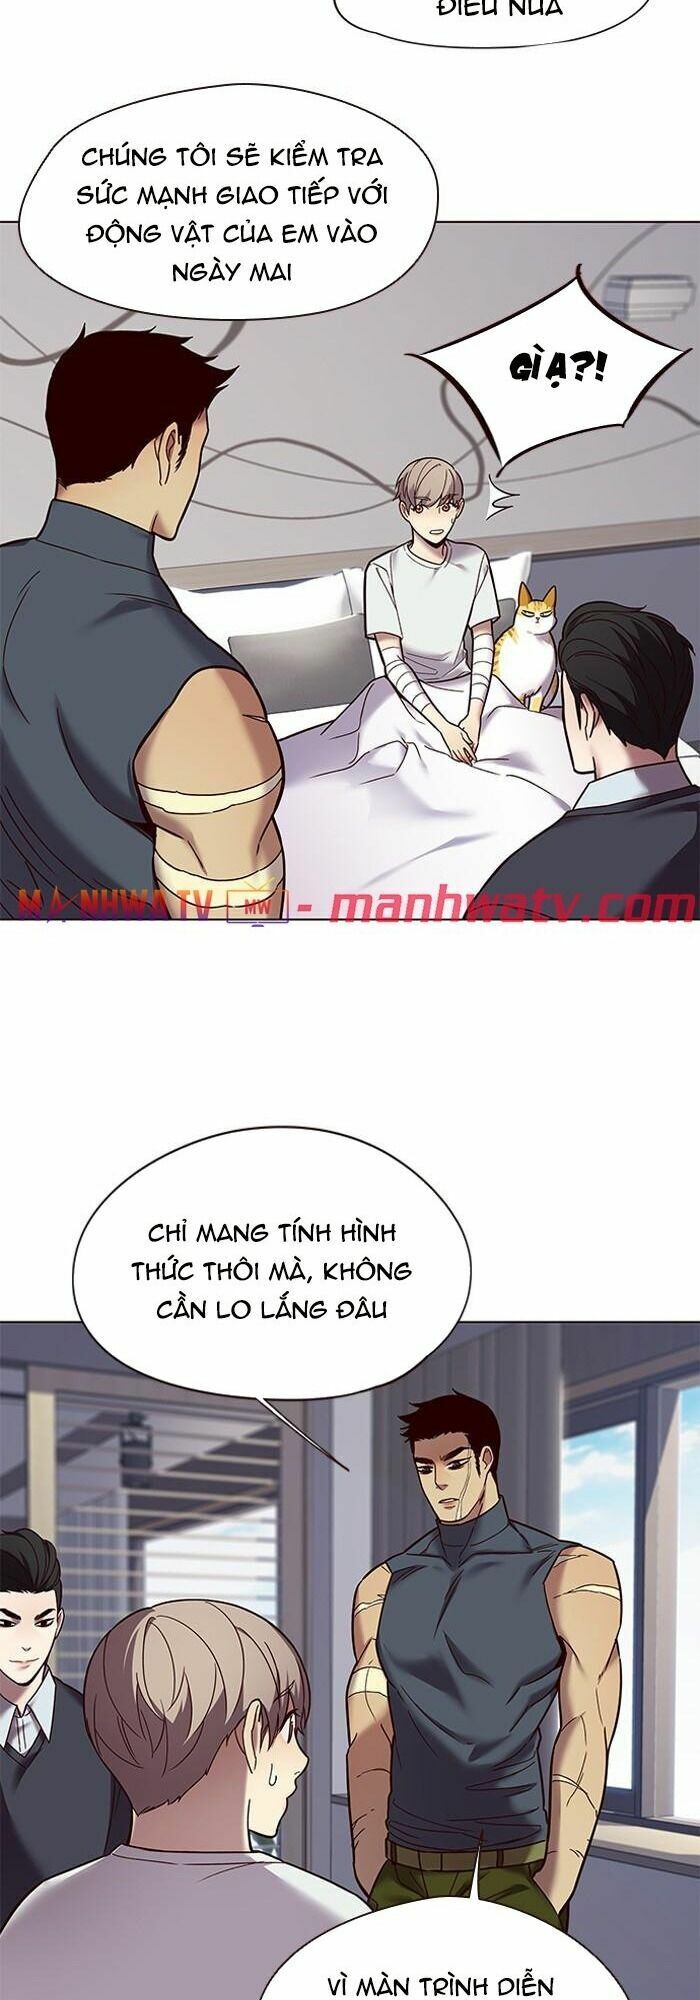 ĐIỀU NỮA
CHÚNG TÔI SẼ KIỂM TRA
SỨC MẠNH GIAO TIẾP VỚI
ĐỘNG VẬT CỦA EM VÀO
NGÀY MAI
GÌ Ạ?!
MANHWATV MW - manhwatv.com
CHỈ MANG TÍNH HÌNH
THỨC THÔI MÀ, KHÔNG
CẦN LO LẮNG ĐÂU
VÌ MÀN TRÌNH DIỄN